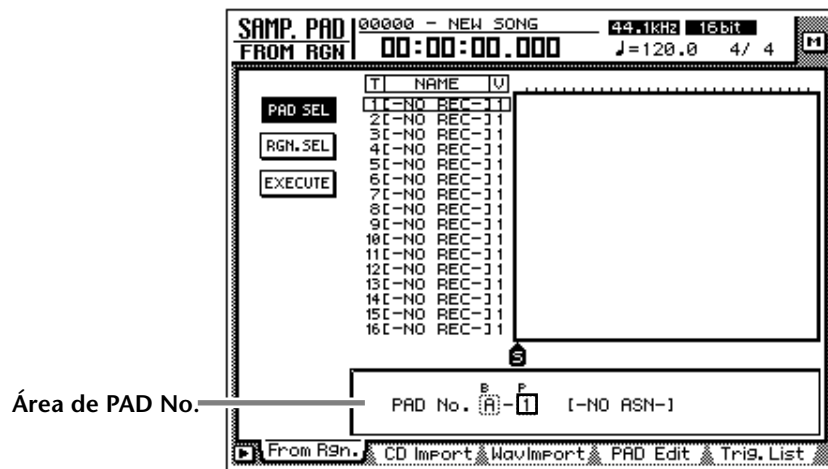 SAMP. PAD 00000 - NEW SONG 44.1kHz 16bit
FROM RGN 00:00:00.000 ♩=120.0 4/ 4 M
T NAME V
PAD SEL
RGN.SEL
EXECUTE
1[-NO REC-]1
2[-NO REC-]1
3[-NO REC-]1
4[-NO REC-]1
5[-NO REC-]1
6[-NO REC-]1
7[-NO REC-]1
8[-NO REC-]1
9[-NO REC-]1
10[-NO REC-]1
11[-NO REC-]1
12[-NO REC-]1
13[-NO REC-]1
14[-NO REC-]1
15[-NO REC-]1
16[-NO REC-]1
S
B P
Área de PAD No. PAD No. A-1 [-NO ASN-]
From Rgn. CD Import WavImport PAD Edit Trig.List